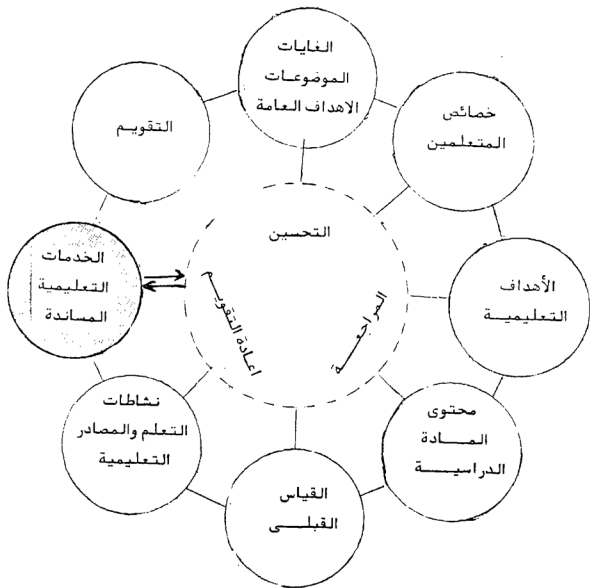 الغايات
الموضوعات
الاهداف العامة
خصائص
المتعلمين
الأهداف
التعليمية
محتوى
المادة
الدراسية
القياس
القبلى
نشاطات
التعلم والمصادر
التعليمية
الخدمات
التعليمية
المساندة
التقويم
التحسين
المراجعة
اعادة التقويم